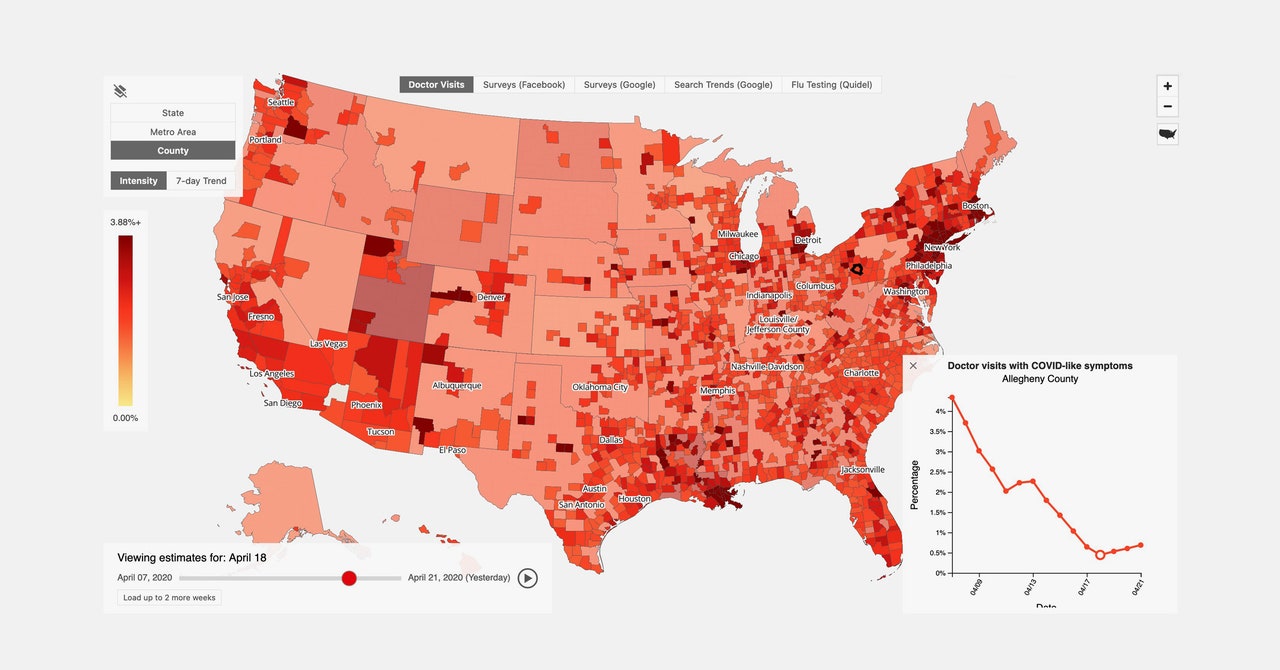 Doctor Visits
Surveys (Facebook)
Surveys (Google)
Search Trends (Google)
Flu Testing (Quidel)
State
Metro Area
County
Intensity
7-day Trend
3.88%+
0.00%
+
−
Seattle
Portland
San Jose
Fresno
Las Vegas
Los Angeles
San Diego
Phoenix
Tucson
Albuquerque
El Paso
Denver
Oklahoma City
Dallas
Austin
San Antonio
Houston
Milwaukee
Chicago
Detroit
Indianapolis
Columbus
Louisville/
Jefferson County
Nashville-Davidson
Memphis
Charlotte
Jacksonville
Washington
Philadelphia
New York
Boston
Viewing estimates for: April 18
April 07, 2020
April 21, 2020 (Yesterday)
Load up to 2 more weeks
Doctor visits with COVID-like symptoms
Allegheny County
Percentage
4%
3.5%
3%
2.5%
2%
1.5%
1%
0.5%
0%
04/09
04/13
04/17
04/21
Date